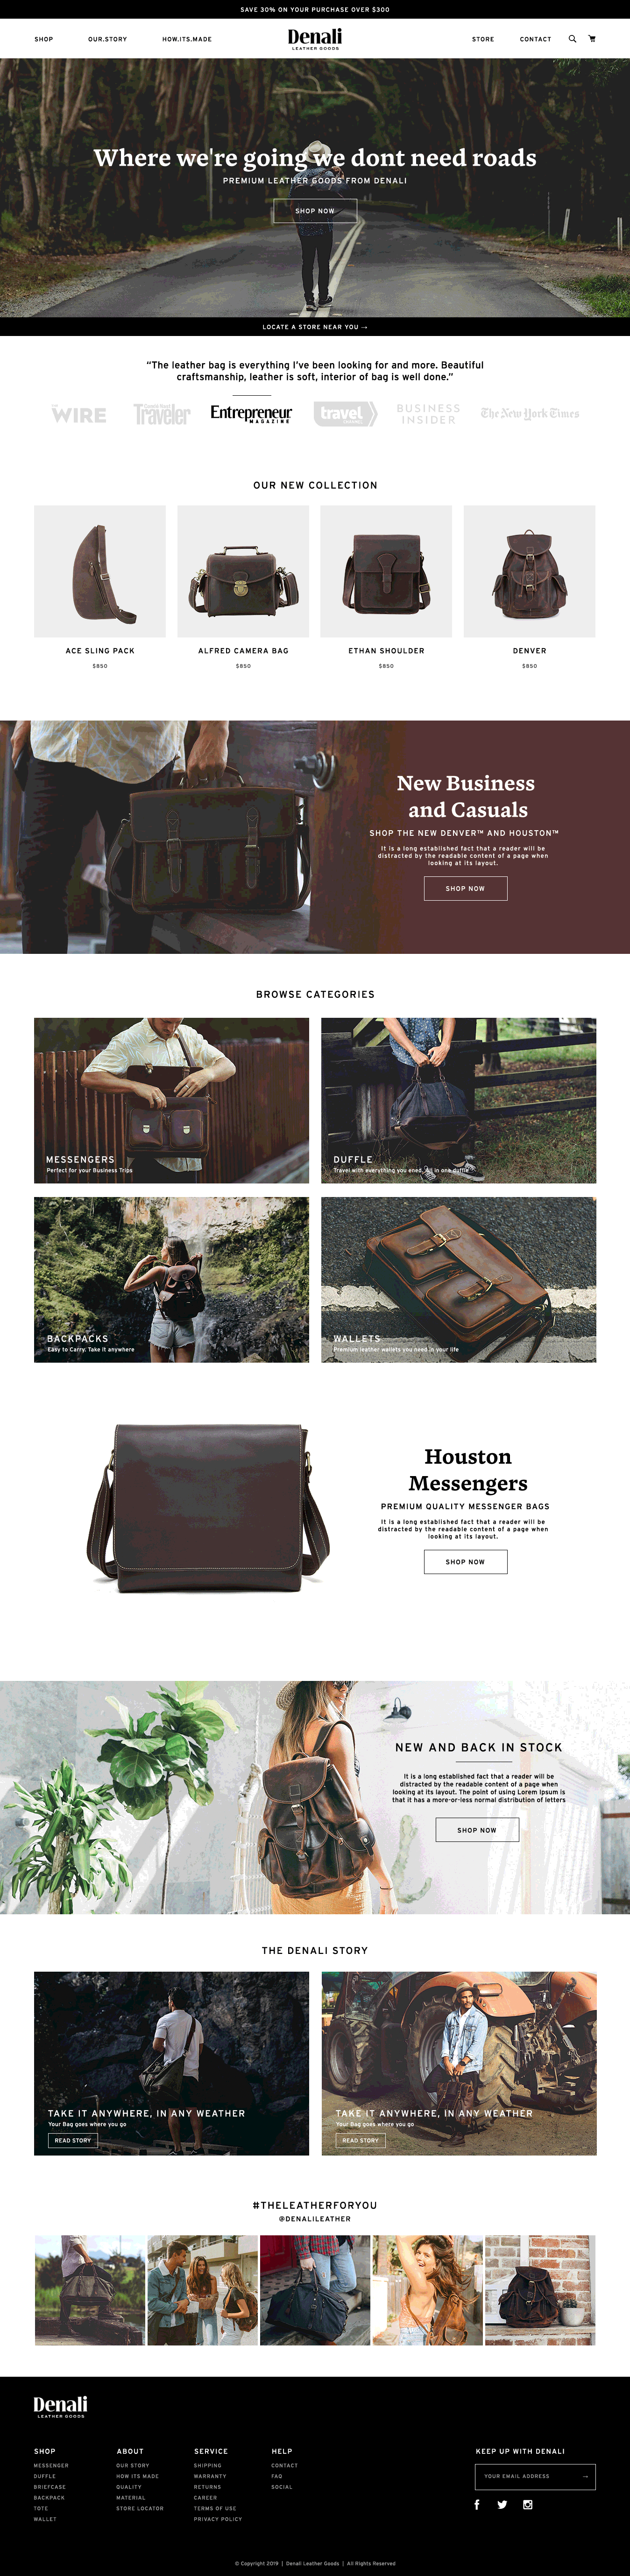 SAVE 30% ON YOUR PURCHASE OVER $300
SHOP
OUR.STORY
HOW.ITS.MADE
Denali
LEATHER GOODS
STORE
CONTACT
Where we're going we dont need roads
PREMIUM LEATHER GOODS FROM DENALI
SHOP NOW
LOCATE A STORE NEAR YOU →
“The leather bag is everything I’ve been looking for and more. Beautiful
craftsmanship, leather is soft, interior of bag is well done.”
THE
WIRE
Condé Nast
Traveler
Entrepreneur
MAGAZINE
travel
CHANNEL
BUSINESS
INSIDER
The New York Times
OUR NEW COLLECTION
ACE SLING PACK
$850
ALFRED CAMERA BAG
$850
ETHAN SHOULDER
$850
DENVER
$850
New Business
and Casuals
SHOP THE NEW DENVER™ AND HOUSTON™
It is a long established fact that a reader will be
distracted by the readable content of a page when
looking at its layout.
SHOP NOW
BROWSE CATEGORIES
MESSENGERS
Perfect for your Business Trips
DUFFLE
Travel with everything you ened. All in one duffle
BACKPACKS
Easy to Carry. Take it anywhere
WALLETS
Premium leather wallets you need in your life
Houston
Messengers
PREMIUM QUALITY MESSENGER BAGS
It is a long established fact that a reader will be
distracted by the readable content of a page when
looking at its layout.
SHOP NOW
NEW AND BACK IN STOCK
It is a long established fact that a reader will be
distracted by the readable content of a page when
looking at its layout. The point of using Lorem Ipsum is
that it has a more-or-less normal distribution of letters
SHOP NOW
THE DENALI STORY
TAKE IT ANYWHERE, IN ANY WEATHER
Your Bag goes where you go
READ STORY
TAKE IT ANYWHERE, IN ANY WEATHER
Your Bag goes where you go
READ STORY
#THELEATHERFORYOU
@DENALILEATHER
Denali
LEATHER GOODS
SHOP
MESSENGER
DUFFLE
BRIEFCASE
BACKPACK
TOTE
WALLET
ABOUT
OUR STORY
HOW ITS MADE
QUALITY
MATERIAL
STORE LOCATOR
SERVICE
SHIPPING
WARRANTY
RETURNS
CAREER
TERMS OF USE
PRIVACY POLICY
HELP
CONTACT
FAQ
SOCIAL
KEEP UP WITH DENALI
YOUR EMAIL ADDRESS →
© Copyright 2019 | Denali Leather Goods | All Rights Reserved